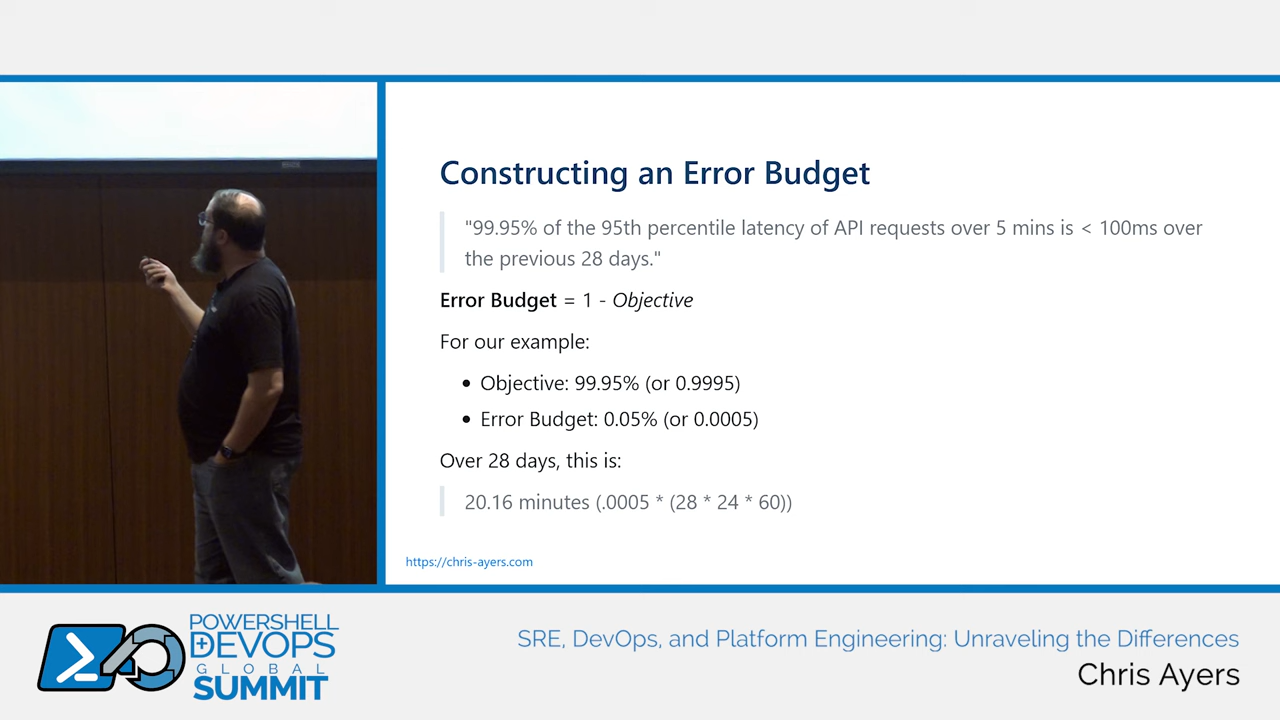 Constructing an Error Budget
"99.95% of the 95th percentile latency of API requests over 5 mins is < 100ms over
the previous 28 days."
Error Budget = 1 - Objective
For our example:
• Objective: 99.95% (or 0.9995)
• Error Budget: 0.05% (or 0.0005)
Over 28 days, this is:
20.16 minutes (.0005 * (28 * 24 * 60))
https://chris-ayers.com
POWERSHELL
DEVOPS
GLOBAL
SUMMIT
SRE, DevOps, and Platform Engineering: Unraveling the Differences
Chris Ayers